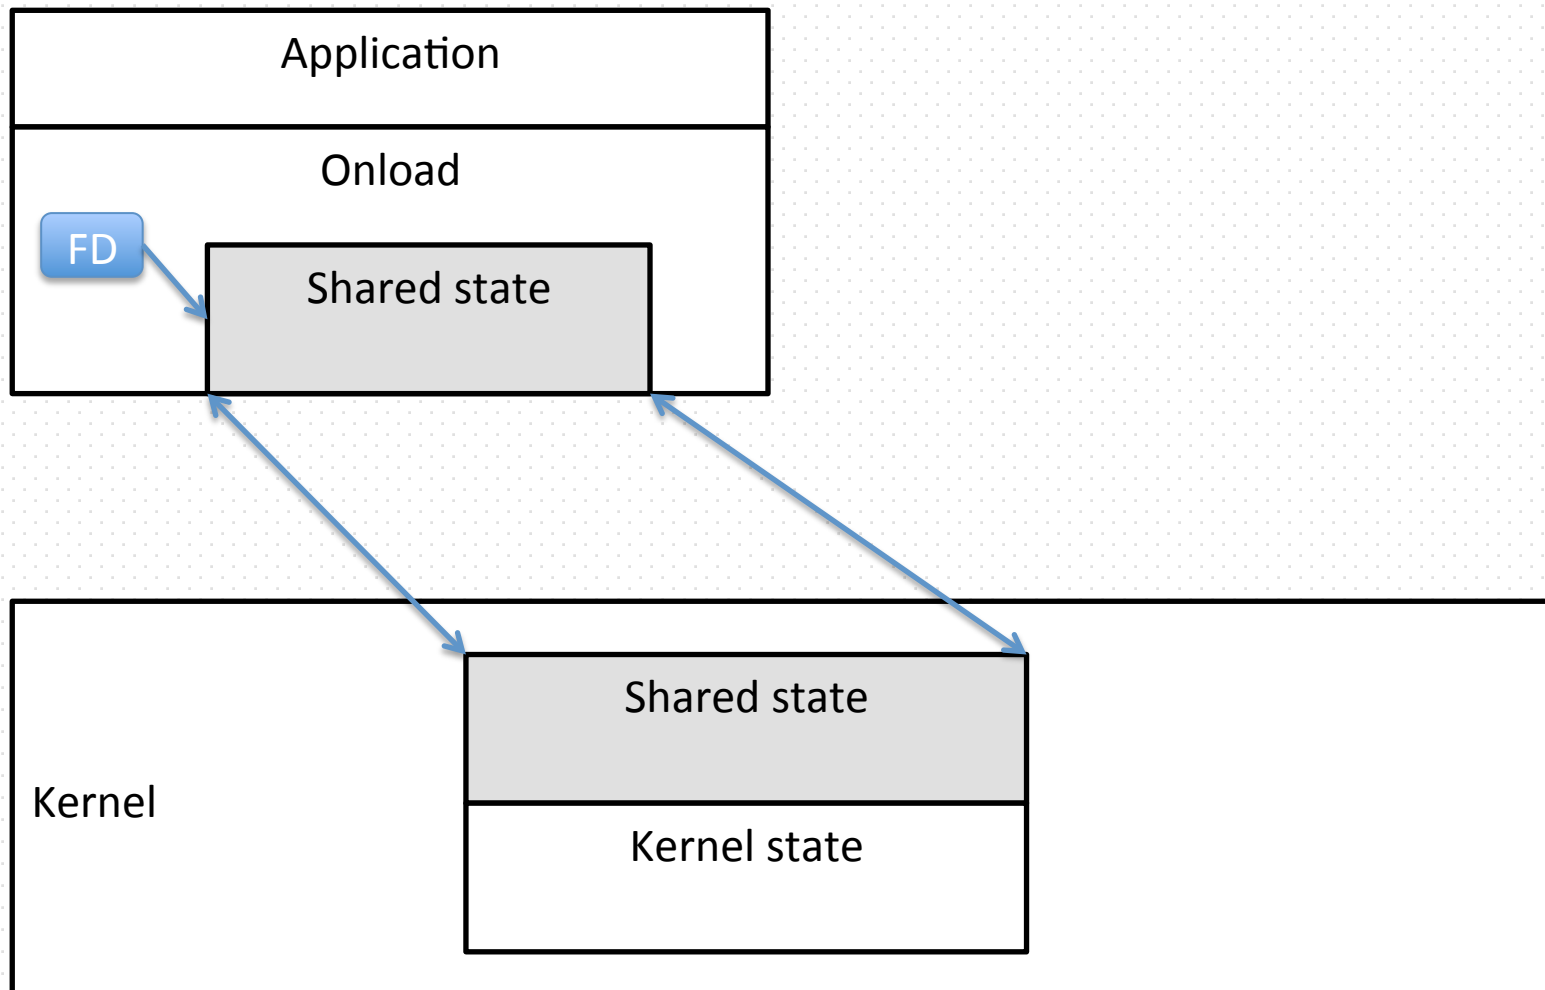 Application
Onload
FD
Shared state
Shared state
Kernel
Kernel state